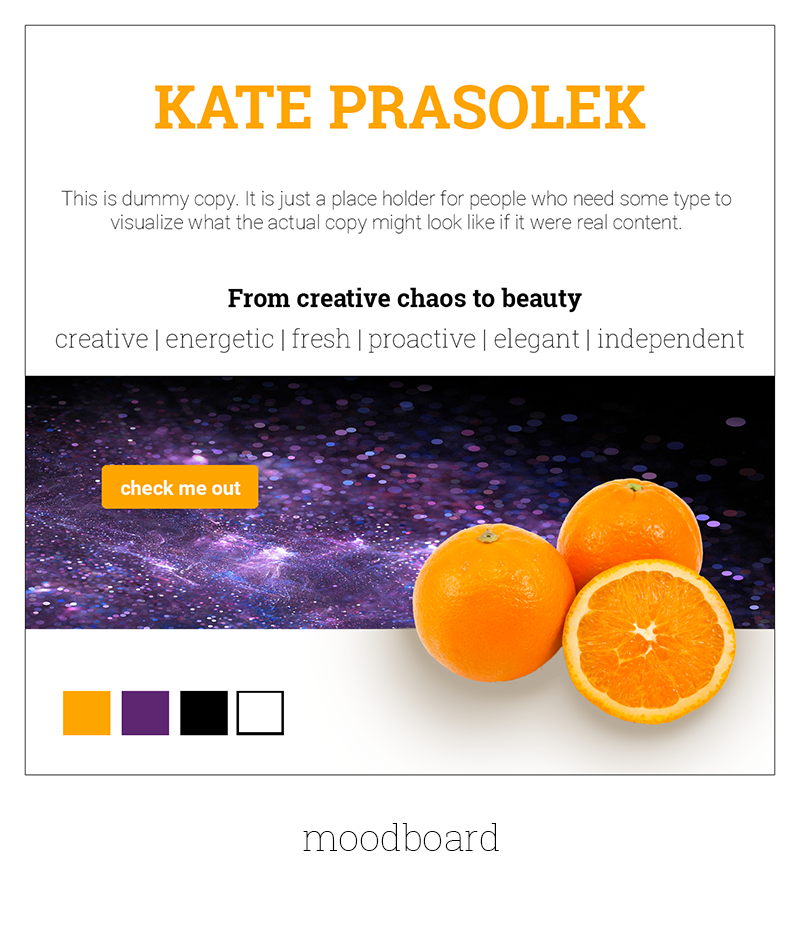 KATE PRASOLEK
This is dummy copy. It is just a place holder for people who need some type to
visualize what the actual copy might look like if it were real content.
From creative chaos to beauty
creative | energetic | fresh | proactive | elegant | independent
check me out
moodboard